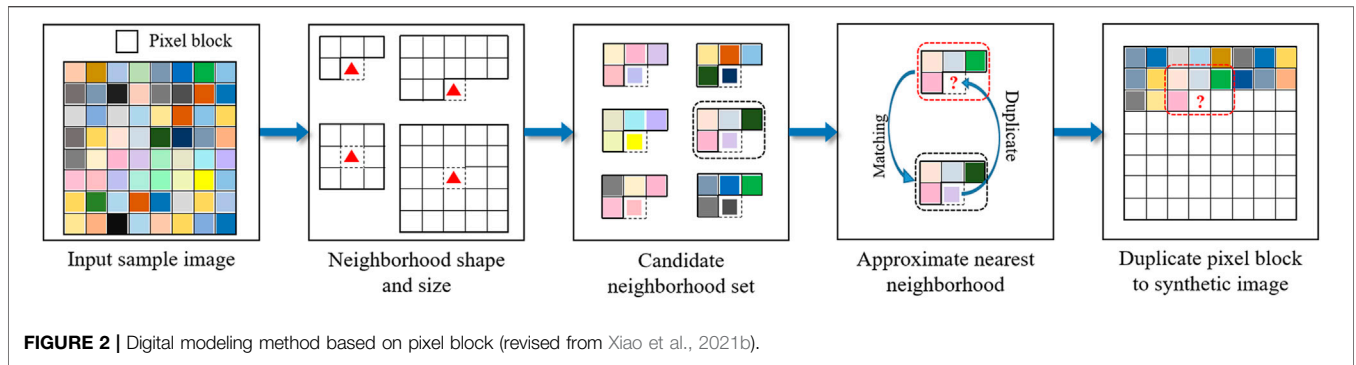 Pixel block
Input sample image
Neighborhood shape
and size
Candidate
neighborhood set
?
Matching
Duplicate
Approximate nearest
neighborhood
?
Duplicate pixel block
to synthetic image
FIGURE 2 | Digital modeling method based on pixel block (revised from Xiao et al., 2021b).